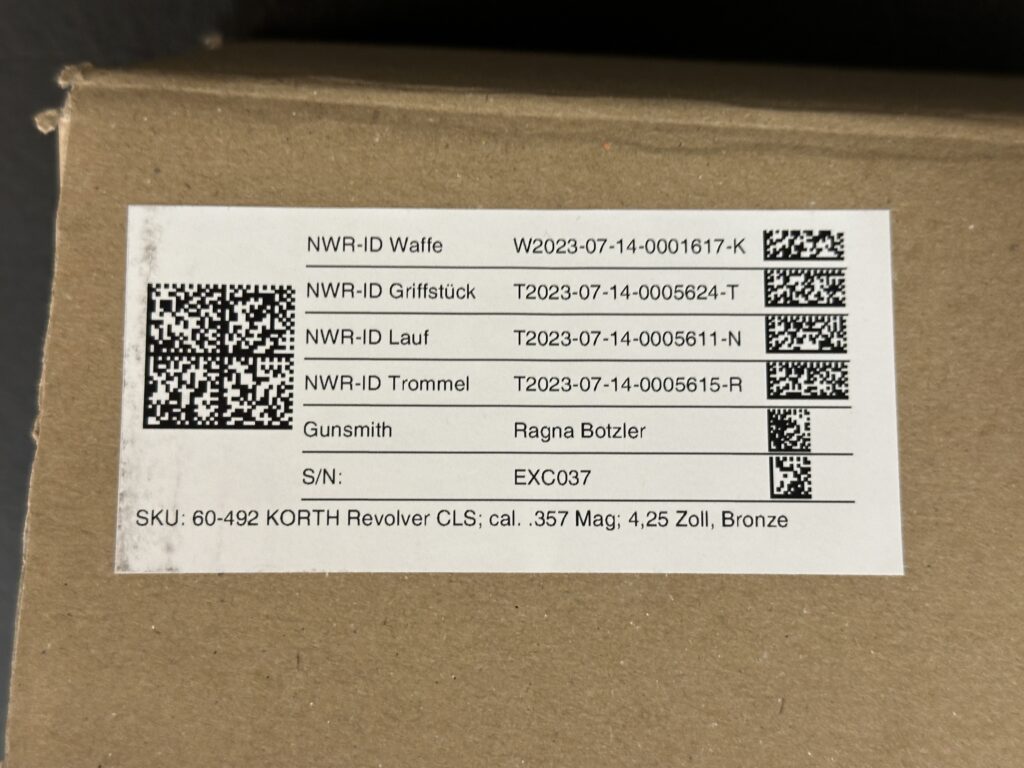 NWR-ID Waffe W2023-07-14-0001617-K
NWR-ID Griffstück T2023-07-14-0005624-T
NWR-ID Lauf T2023-07-14-0005611-N
NWR-ID Trommel T2023-07-14-0005615-R
Gunsmith Ragna Botzler
S/N: EXC037
SKU: 60-492 KORTH Revolver CLS; cal. .357 Mag; 4,25 Zoll, Bronze